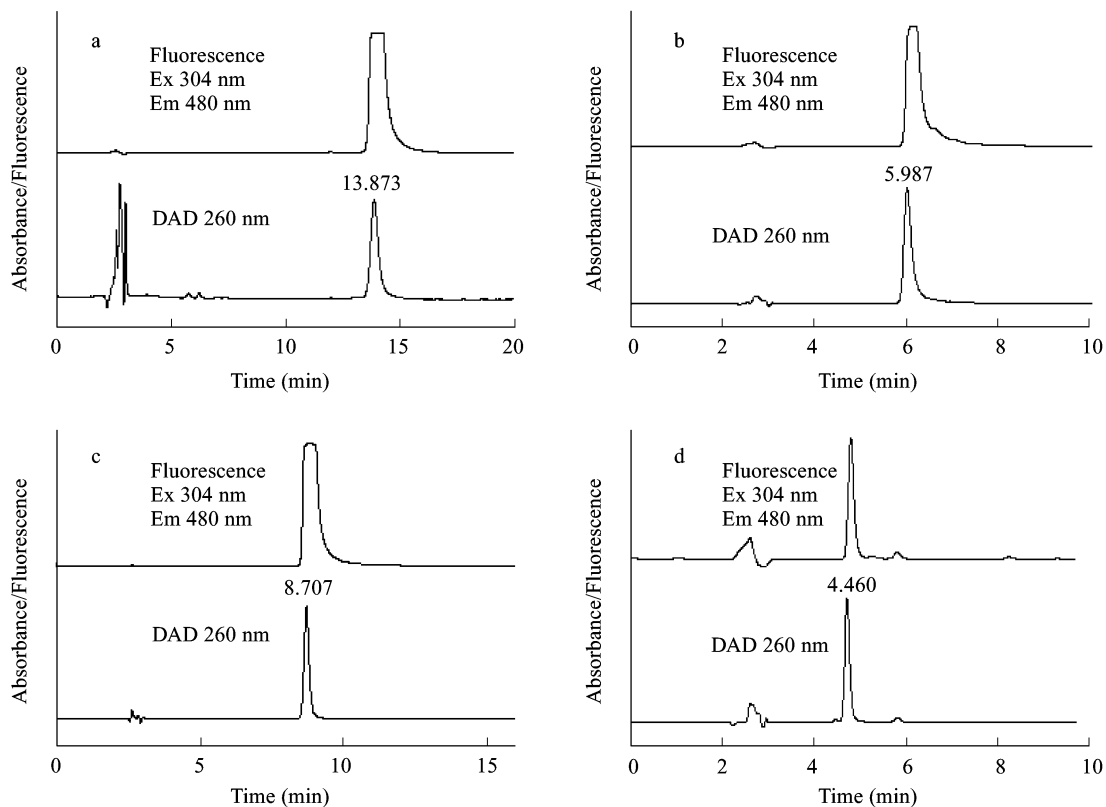 a
Fluorescence
Ex 304 nm
Em 480 nm
13.873
DAD 260 nm
Absorbance/Fluorescence
0 5 10 15 20
Time (min)
b
Fluorescence
Ex 304 nm
Em 480 nm
5.987
DAD 260 nm
Absorbance/Fluorescence
0 2 4 6 8 10
Time (min)
c
Fluorescence
Ex 304 nm
Em 480 nm
8.707
DAD 260 nm
Absorbance/Fluorescence
0 5 10 15
Time (min)
d
Fluorescence
Ex 304 nm
Em 480 nm
4.460
DAD 260 nm
Absorbance/Fluorescence
0 2 4 6 8 10
Time (min)